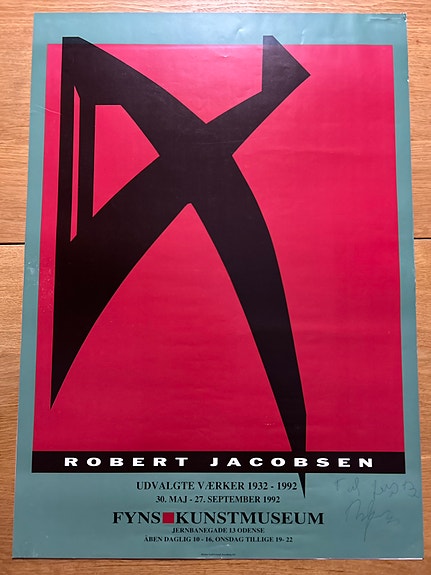 ROBERT JACOBSEN
UDVALGTE VÆRKER 1932 - 1992
30. MAJ - 27. SEPTEMBER 1992
FYNS KUNSTMUSEUM
JERNBANEGADE 13 ODENSE
ÅBEN DAGLIG 10 - 16, ONSDAG TILLIGE 19- 22